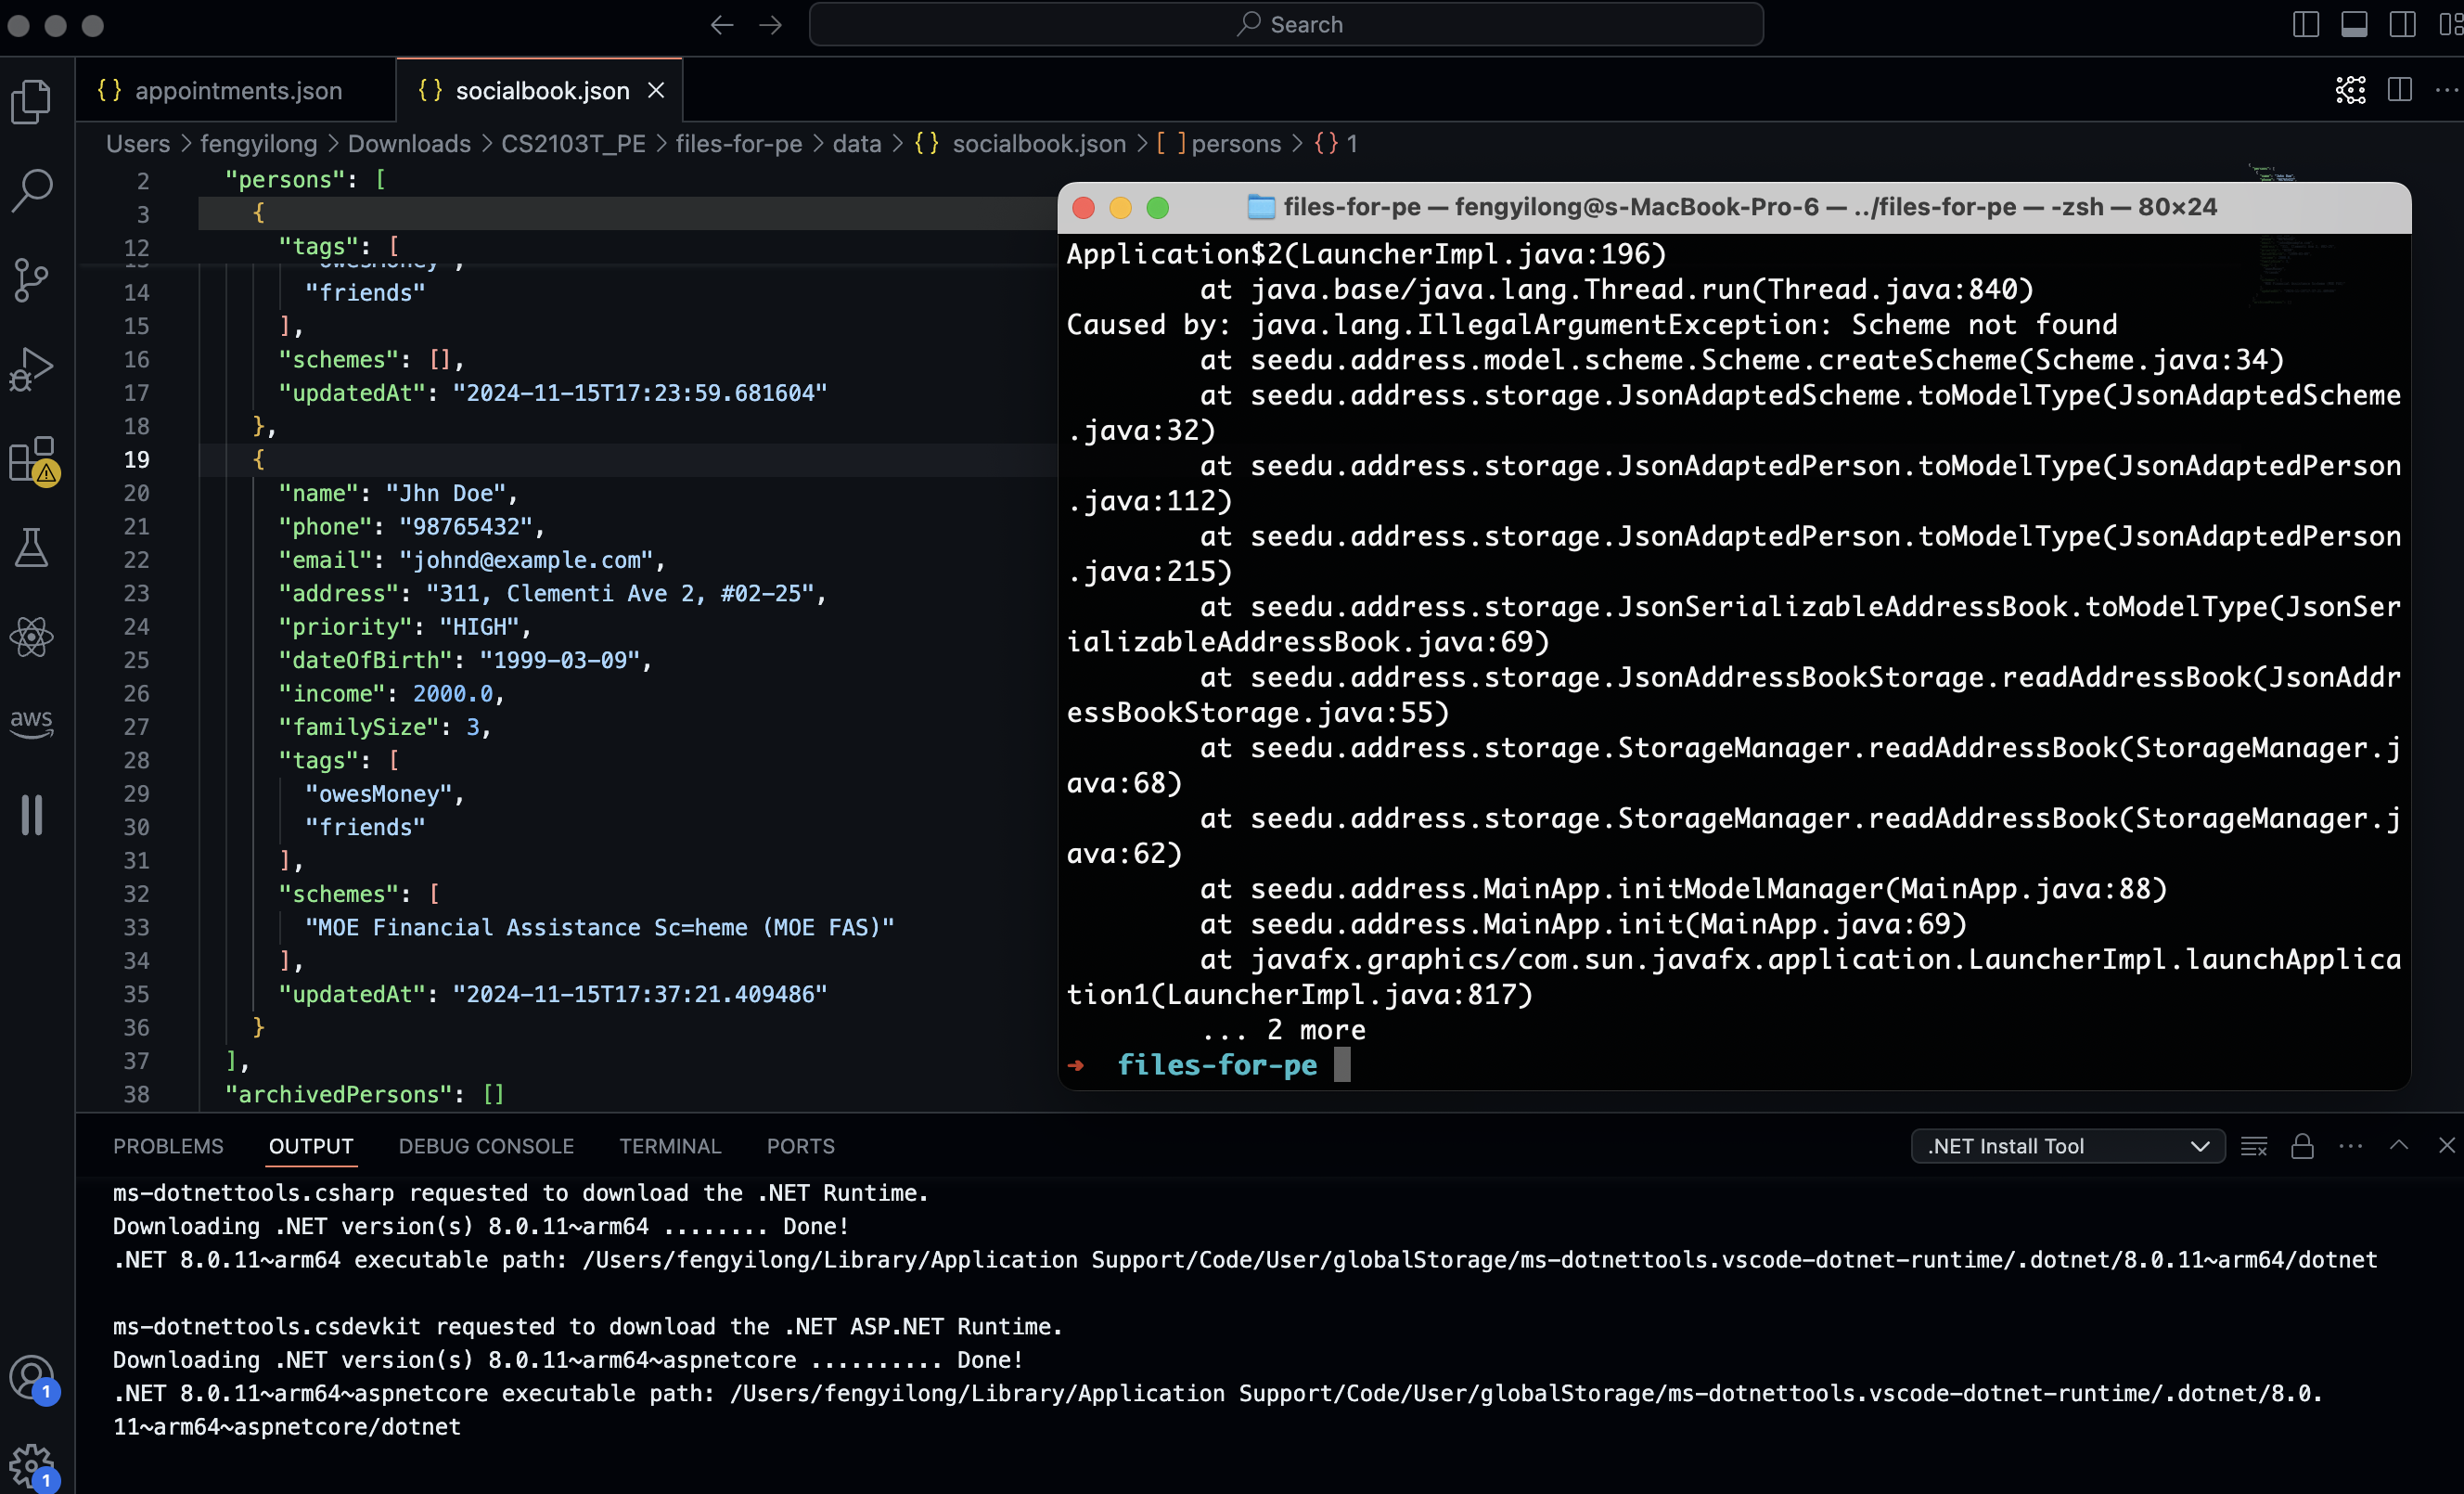 Search
appointments.json
socialbook.json
Users > fengyilong > Downloads > CS2103T_PE > files-for-pe > data > {} socialbook.json > [ ] persons > {} 1
2 "persons": [
3 {
12 "tags": [
14 "friends"
15 ],
16 "schemes": [],
17 "updatedAt": "2024-11-15T17:23:59.681604"
18 },
19 {
20 "name": "Jhn Doe",
21 "phone": "98765432",
22 "email": "johnd@example.com",
23 "address": "311, Clementi Ave 2, #02-25",
24 "priority": "HIGH",
25 "dateOfBirth": "1999-03-09",
26 "income": 2000.0,
27 "familySize": 3,
28 "tags": [
29 "owesMoney",
30 "friends"
31 ],
32 "schemes": [
33 "MOE Financial Assistance Sc=heme (MOE FAS)"
34 ],
35 "updatedAt": "2024-11-15T17:37:21.409486"
36 }
37 ],
38 "archivedPersons": []
files-for-pe — fengyilong@s-MacBook-Pro-6 — ../files-for-pe — -zsh — 80×24
Application$2(LauncherImpl.java:196)
at java.base/java.lang.Thread.run(Thread.java:840)
Caused by: java.lang.IllegalArgumentException: Scheme not found
at seedu.address.model.scheme.Scheme.createScheme(Scheme.java:34)
at seedu.address.storage.JsonAdaptedScheme.toModelType(JsonAdaptedScheme
.java:32)
at seedu.address.storage.JsonAdaptedPerson.toModelType(JsonAdaptedPerson
.java:112)
at seedu.address.storage.JsonAdaptedPerson.toModelType(JsonAdaptedPerson
.java:215)
at seedu.address.storage.JsonSerializableAddressBook.toModelType(JsonSer
ializableAddressBook.java:69)
at seedu.address.storage.JsonAddressBookStorage.readAddressBook(JsonAddr
essBookStorage.java:55)
at seedu.address.storage.StorageManager.readAddressBook(StorageManager.j
ava:68)
at seedu.address.storage.StorageManager.readAddressBook(StorageManager.j
ava:62)
at seedu.address.MainApp.initModelManager(MainApp.java:88)
at seedu.address.MainApp.init(MainApp.java:69)
at javafx.graphics/com.sun.javafx.application.LauncherImpl.launchApplica
tion1(LauncherImpl.java:817)
... 2 more
➜ files-for-pe
aws
PROBLEMS OUTPUT DEBUG CONSOLE TERMINAL PORTS .NET Install Tool
ms-dotnettools.csharp requested to download the .NET Runtime.
Downloading .NET version(s) 8.0.11~arm64 ........ Done!
.NET 8.0.11~arm64 executable path: /Users/fengyilong/Library/Application Support/Code/User/globalStorage/ms-dotnettools.vscode-dotnet-runtime/.dotnet/8.0.11~arm64/dotnet
ms-dotnettools.csdevkit requested to download the .NET ASP.NET Runtime.
Downloading .NET version(s) 8.0.11~arm64~aspnetcore .......... Done!
.NET 8.0.11~arm64~aspnetcore executable path: /Users/fengyilong/Library/Application Support/Code/User/globalStorage/ms-dotnettools.vscode-dotnet-runtime/.dotnet/8.0.
11~arm64~aspnetcore/dotnet
1
1